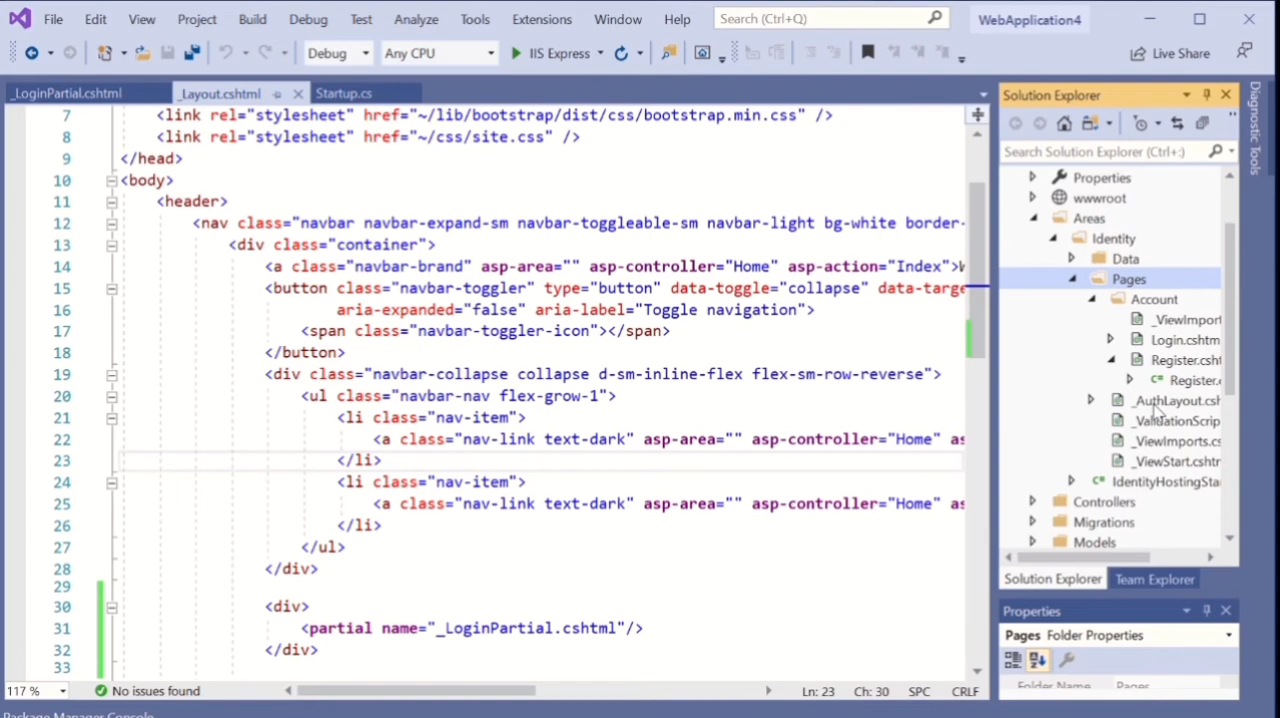 File Edit View Project Build Debug Test Analyze Tools Extensions Window Help Search (Ctrl+Q) WebApplication4
Debug Any CPU IIS Express Live Share
_LoginPartial.cshtml _Layout.cshtml Startup.cs
7 <link rel="stylesheet" href="~/lib/bootstrap/dist/css/bootstrap.min.css" />
8 <link rel="stylesheet" href="~/css/site.css" />
9 </head>
10 <body>
11 <header>
12 <nav class="navbar navbar-expand-sm navbar-toggleable-sm navbar-light bg-white border-
13 <div class="container">
14 <a class="navbar-brand" asp-area="" asp-controller="Home" asp-action="Index">W
15 <button class="navbar-toggler" type="button" data-toggle="collapse" data-targe
16 aria-expanded="false" aria-label="Toggle navigation">
17 <span class="navbar-toggler-icon"></span>
18 </button>
19 <div class="navbar-collapse collapse d-sm-inline-flex flex-sm-row-reverse">
20 <ul class="navbar-nav flex-grow-1">
21 <li class="nav-item">
22 <a class="nav-link text-dark" asp-area="" asp-controller="Home" as
23 </li>
24 <li class="nav-item">
25 <a class="nav-link text-dark" asp-area="" asp-controller="Home" as
26 </li>
27 </ul>
28 </div>
29
30 <div>
31 <partial name="_LoginPartial.cshtml"/>
32 </div>
33
117 % No issues found Ln: 23 Ch: 30 SPC CRLF
Package Manager Console
Solution Explorer
Search Solution Explorer (Ctrl+;)
Properties
wwwroot
Areas
Identity
Data
Pages
Account
_ViewImport
Login.cshtm
Register.csht
Register.
_AuthLayout.csh
_ValidationScrip
_ViewImports.cs
_ViewStart.cshtm
IdentityHostingSta
Controllers
Migrations
Models
Solution Explorer Team Explorer
Properties
Pages Folder Properties
Folder Name Pages
Diagnostic Tools